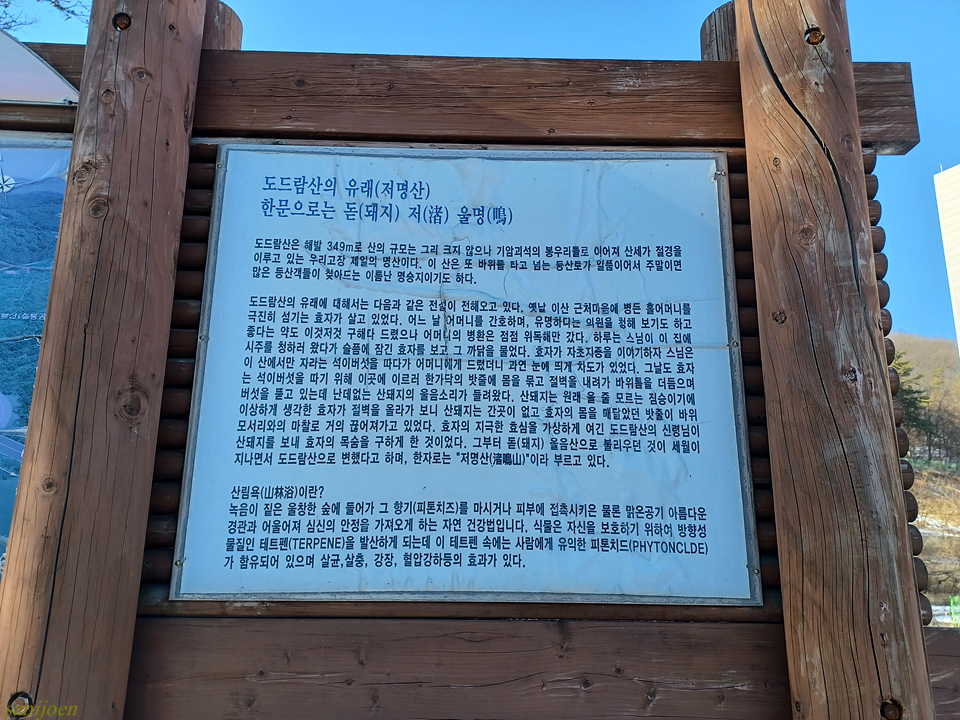 도드람산의 유래(저명산)
한문으로는 돋(돼지) 저(渚) 울명(鳴)
도드람산은 해발 349m로 산의 규모는 그리 크지 않으나 기암괴석의 봉우리틀로 이어져 산세가 절경을
이루고 있는 우리고장 제일의 명산이다. 이 산은 또 바위를 타고 넘는 등산로가 일품이어서 주말이면
많은 등산객들이 찾아드는 이름난 명승지이기도 하다.
도드람산의 유래에 대해서는 다음과 같은 전설이 전해오고 있다. 옛날 이산 근처마을에 병든 홀어머니를
극진히 섬기는 효자가 살고 있었다. 어느 날 어머니를 간호하며, 유명하다는 의원을 청해 보기도 하고
좋다는 약도 이것저것 구해다 드렸으나 어머니의 병환은 점점 위독해만 갔다. 하루는 스님이 이 집에
시주를 청하러 왔다가 슬픔에 잠긴 효자를 보고 그 까닭을 물었다. 효자가 자초지종을 이야기하자 스님은
이 산에서만 자라는 석이버섯을 따다가 어머니에게 드렸더니 과연 눈에 띄게 차도가 있었다. 그날도 효자
는 석이버섯을 따기 위해 이곳에 이르러 한가닥의 밧줄에 몸을 묶고 절벽을 내려가 바위틈을 더듬으며
버섯을 뜯고 있는데 난데없는 산돼지의 울음소리가 들려왔다. 산돼지는 원래 울 줄 모르는 짐승이기에
이상하게 생각한 효자가 절벽을 올라가 보니 산돼지는 간곳이 없고 효자의 몸을 매달았던 밧줄이 바위
모서리와의 마찰로 거의 끊어져가고 있었다. 효자의 지극한 효심을 가상하게 여긴 도드람산의 신령님이
산돼지를 보내 효자의 목숨을 구하게 한 것이었다. 그부터 돋(돼지) 울음산으로 불리우던 것이 세월이
지나면서 도드람산으로 변했다고 하며, 한자로는 "저명산(渚鳴山)"이라 부르고 있다.
산림욕(山林浴)이란?
녹음이 짙은 울창한 숲에 들어가 그 향기(피톤치즈)를 마시거나 피부에 접촉시키은 물론 맑은공기 아름다운
경관과 어울어져 심신의 안정을 가져오게 하는 자연 건강법입니다. 식물은 자신을 보호하기 위하여 방향성
물질인 테트펜(TERPENE)을 발산하게 되는데 이 테트펜 속에는 사람에게 유익한 피톤치드(PHYTONCLDE)
가 함유되어 있으며 살균,살충, 강장, 혈압강하등의 효과가 있다.
samjoen